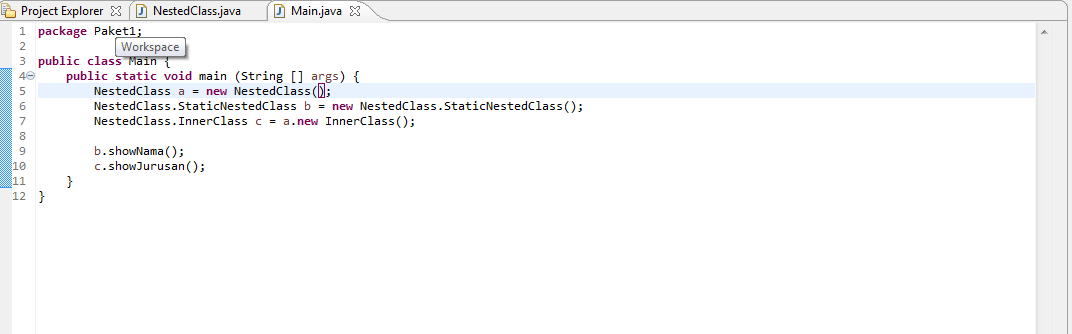 Project Explorer NestedClass.java Main.java
1 package Paket1;
Workspace
2
3 public class Main {
4 public static void main (String [] args) {
5 NestedClass a = new NestedClass();
6 NestedClass.StaticNestedClass b = new NestedClass.StaticNestedClass();
7 NestedClass.InnerClass c = a.new InnerClass();
8
9 b.showNama();
10 c.showJurusan();
11 }
12 }